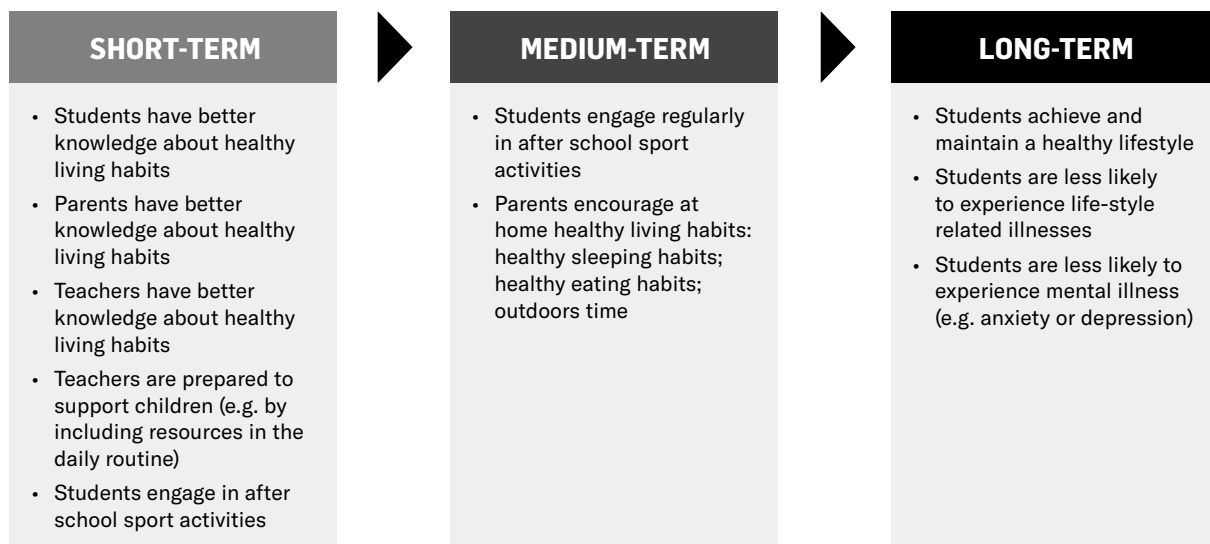 SHORT-TERM
• Students have better
knowledge about healthy
living habits
• Parents have better
knowledge about healthy
living habits
• Teachers have better
knowledge about healthy
living habits
• Teachers are prepared to
support children (e.g. by
including resources in the
daily routine)
• Students engage in after
school sport activities
MEDIUM-TERM
• Students engage regularly
in after school sport
activities
• Parents encourage at
home healthy living habits:
healthy sleeping habits;
healthy eating habits;
outdoors time
LONG-TERM
• Students achieve and
maintain a healthy lifestyle
• Students are less likely
to experience life-style
related illnesses
• Students are less likely to
experience mental illness
(e.g. anxiety or depression)